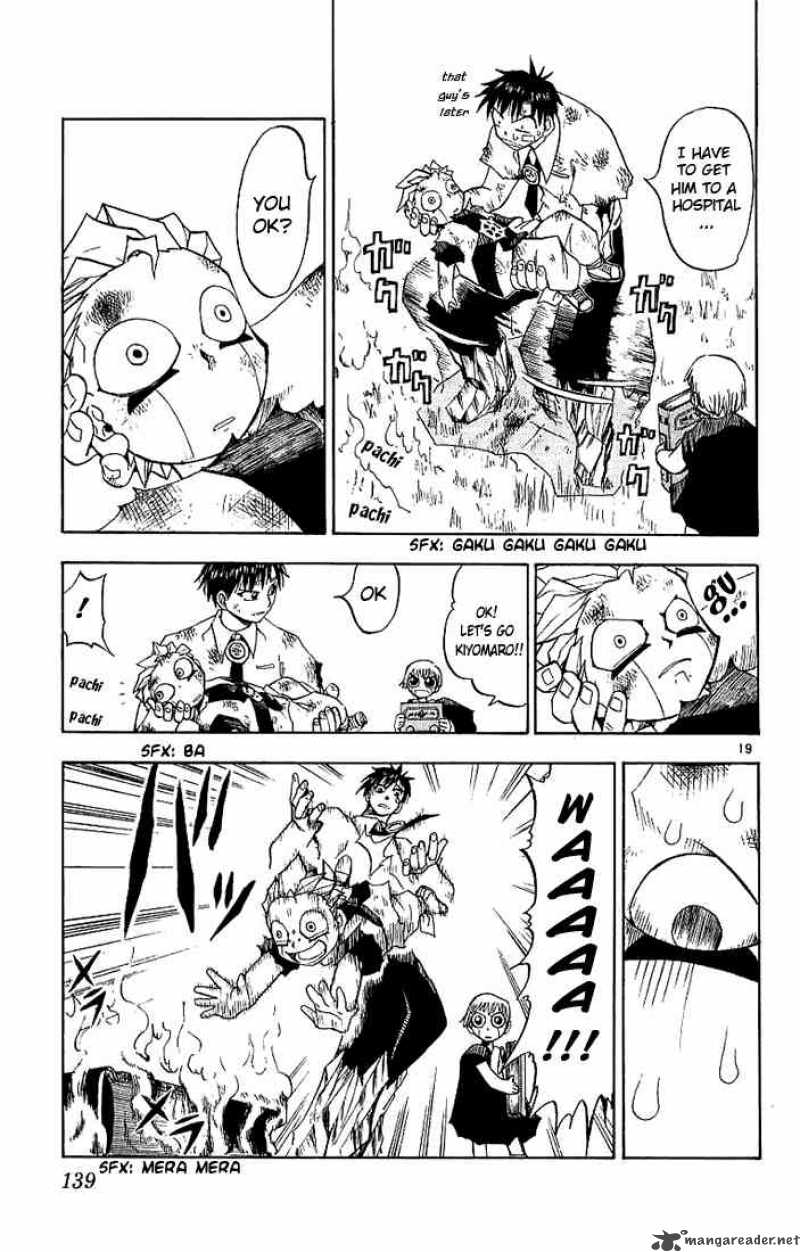 that
guy's
later
I HAVE
TO GET
HIM TO A
HOSPITAL
...
ガク
ガク
ガク
ガク
pachi
pachi
SFX: GAKU GAKU GAKU GAKU
YOU
OK?
gu
...
OK!
LET'S GO
KIYOMARO!!
OK
!
pachi
pachi
19
SFX: BA
WAAAAA!!!
バッ
メラ
メラ
SFX: MERA MERA
139
mangareader.net